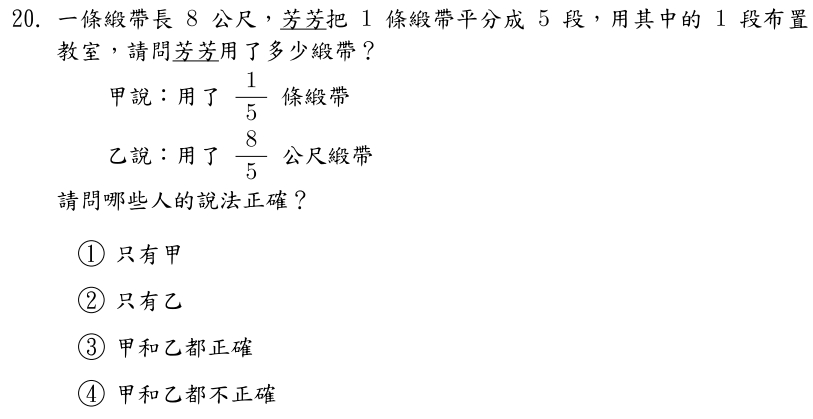 20. 一條緞帶長 8 公尺，芳芳把 1 條緞帶平分成 5 段，用其中的 1 段布置
教室，請問芳芳用了多少緞帶？
甲說：用了 1/5 條緞帶
乙說：用了 8/5 公尺緞帶
請問哪些人的說法正確？
① 只有甲
② 只有乙
③ 甲和乙都正確
④ 甲和乙都不正確